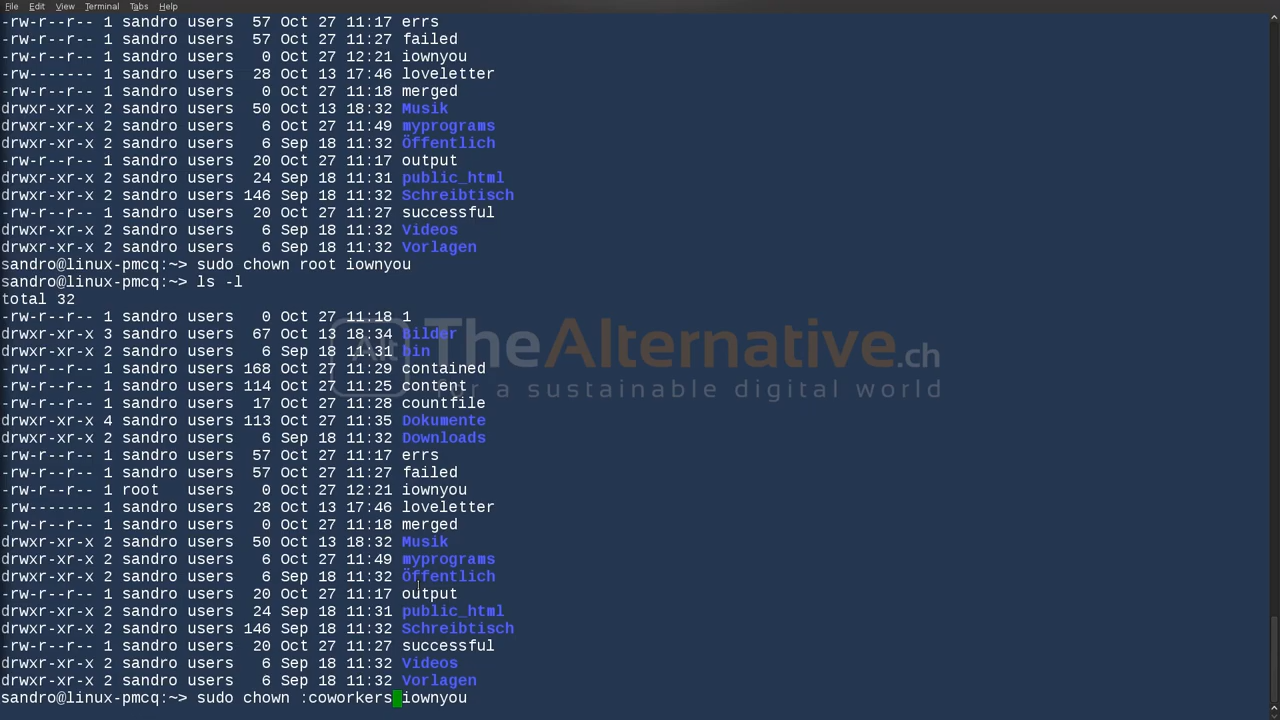 File Edit View Terminal Tabs Help
-rw-r--r-- 1 sandro users  57 Oct 27 11:17 errs
-rw-r--r-- 1 sandro users  57 Oct 27 11:27 failed
-rw-r--r-- 1 sandro users   0 Oct 27 12:21 iownyou
-rw------- 1 sandro users  28 Oct 13 17:46 loveletter
-rw-r--r-- 1 sandro users   0 Oct 27 11:18 merged
drwxr-xr-x 2 sandro users  50 Oct 13 18:32 Musik
drwxr-xr-x 2 sandro users   6 Oct 27 11:49 myprograms
drwxr-xr-x 2 sandro users   6 Sep 18 11:32 Öffentlich
-rw-r--r-- 1 sandro users  20 Oct 27 11:17 output
drwxr-xr-x 2 sandro users  24 Sep 18 11:31 public_html
drwxr-xr-x 2 sandro users 146 Sep 18 11:32 Schreibtisch
-rw-r--r-- 1 sandro users  20 Oct 27 11:27 successful
drwxr-xr-x 2 sandro users   6 Sep 18 11:32 Videos
drwxr-xr-x 2 sandro users   6 Sep 18 11:32 Vorlagen
sandro@linux-pmcq:~> sudo chown root iownyou
sandro@linux-pmcq:~> ls -l
total 32
-rw-r--r-- 1 sandro users   0 Oct 27 11:18 1
drwxr-xr-x 3 sandro users  67 Oct 13 18:34 Bilder
drwxr-xr-x 2 sandro users   6 Sep 18 11:31 bin
-rw-r--r-- 1 sandro users 168 Oct 27 11:29 contained
-rw-r--r-- 1 sandro users 114 Oct 27 11:25 content
-rw-r--r-- 1 sandro users  17 Oct 27 11:28 countfile
drwxr-xr-x 4 sandro users 113 Oct 27 11:35 Dokumente
drwxr-xr-x 2 sandro users   6 Sep 18 11:32 Downloads
-rw-r--r-- 1 sandro users  57 Oct 27 11:17 errs
-rw-r--r-- 1 sandro users  57 Oct 27 11:27 failed
-rw-r--r-- 1 root   users   0 Oct 27 12:21 iownyou
-rw------- 1 sandro users  28 Oct 13 17:46 loveletter
-rw-r--r-- 1 sandro users   0 Oct 27 11:18 merged
drwxr-xr-x 2 sandro users  50 Oct 13 18:32 Musik
drwxr-xr-x 2 sandro users   6 Oct 27 11:49 myprograms
drwxr-xr-x 2 sandro users   6 Sep 18 11:32 Öffentlich
-rw-r--r-- 1 sandro users  20 Oct 27 11:17 output
drwxr-xr-x 2 sandro users  24 Sep 18 11:31 public_html
drwxr-xr-x 2 sandro users 146 Sep 18 11:32 Schreibtisch
-rw-r--r-- 1 sandro users  20 Oct 27 11:27 successful
drwxr-xr-x 2 sandro users   6 Sep 18 11:32 Videos
drwxr-xr-x 2 sandro users   6 Sep 18 11:32 Vorlagen
sandro@linux-pmcq:~> sudo chown :coworkers iownyou
Alt TheAlternative.ch
for a sustainable digital world